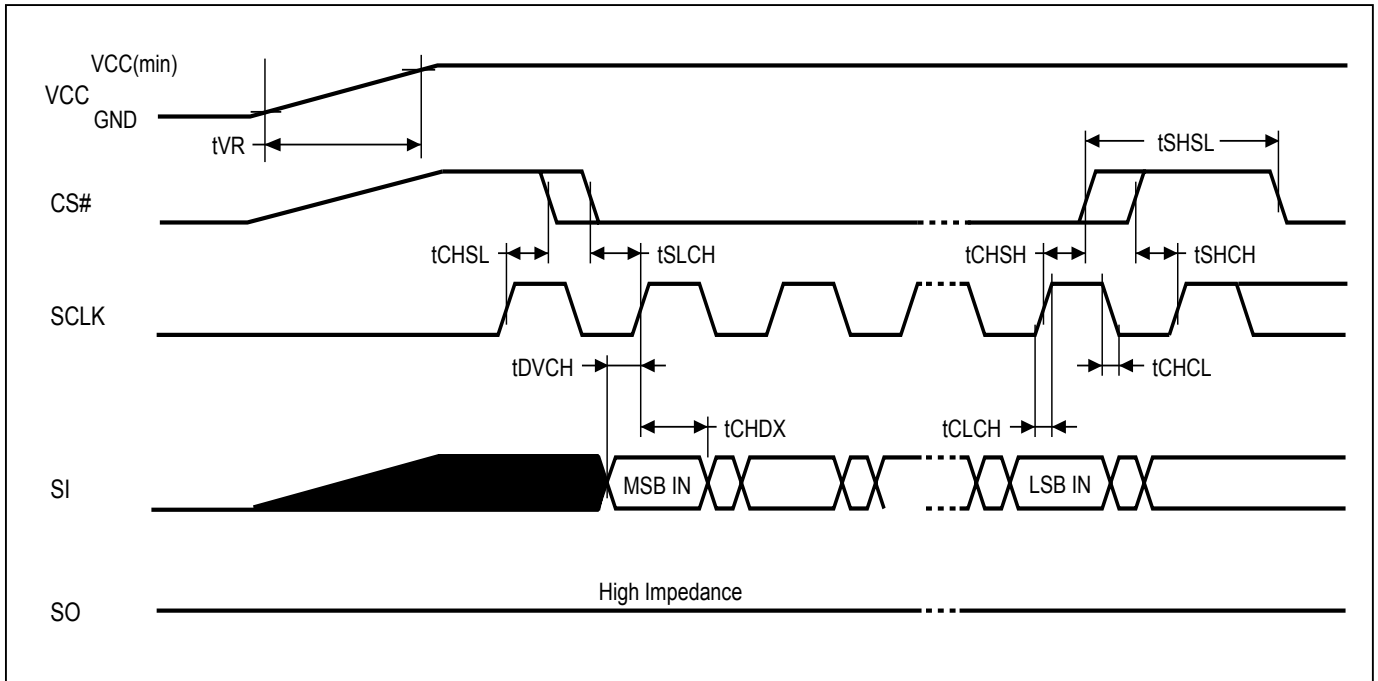 VCC(min)
VCC
GND
tVR
tSHSL
CS#
tCHSL
tSLCH
tCHSH
tSHCH
SCLK
tDVCH
tCHCL
tCHDX
tCLCH
SI
MSB IN
LSB IN
High Impedance
SO